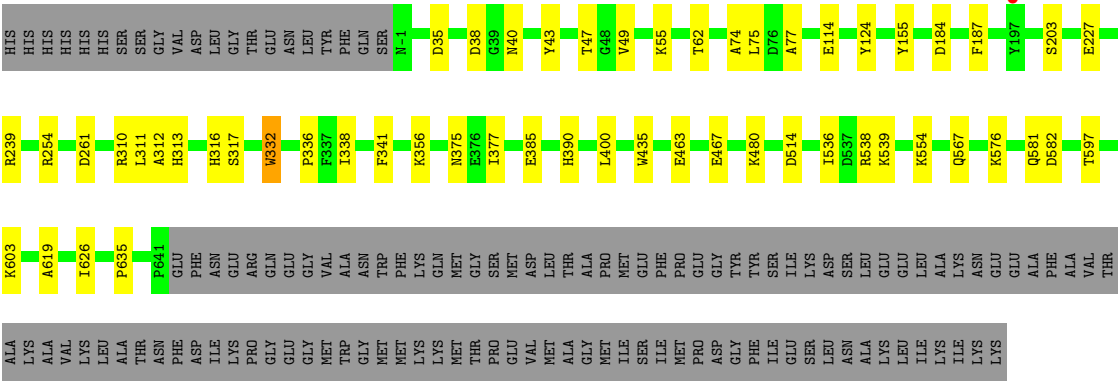 HIS HIS HIS HIS HIS HIS SER SER GLY VAL ASP LEU GLY THR GLU ASN LEU TYR PHE GLN SER N-1 D35 D38 G39 N40 Y43 T47 G48 V49 K55 T62 A74 L75 D76 A77 E114 Y124 Y155 D184 F187 Y197 S203 E227
R239 R254 D261 R310 L311 A312 H313 H316 S317 W332 P336 F337 I338 F341 K356 N375 E376 I377 E385 H390 L400 W435 E463 E467 K480 D514 I536 D537 R538 K539 K554 Q567 K576 Q581 D582 T597
K603 A619 I626 P635 P641 GLU PHE ASN GLU ARG GLN GLU GLY VAL ALA ASN TRP PHE LYS GLN MET GLY SER MET ASP LEU THR ALA PRO MET GLU PHE PRO GLU GLY TYR TYR SER ILE LYS ASP SER LEU GLU GLU LEU ALA LYS ASN GLU GLU ALA PHE ALA VAL THR
ALA LYS ALA VAL LYS LEU ALA THR ASN PHE ASP ILE LYS PRO GLY GLU GLY MET TRP GLY MET MET LYS LYS MET THR PRO GLU VAL MET ALA GLY MET ILE SER ILE MET PRO ASP GLY PHE ILE GLU SER LEU ASN ALA LYS LEU ILE LYS ILE LYS LYS